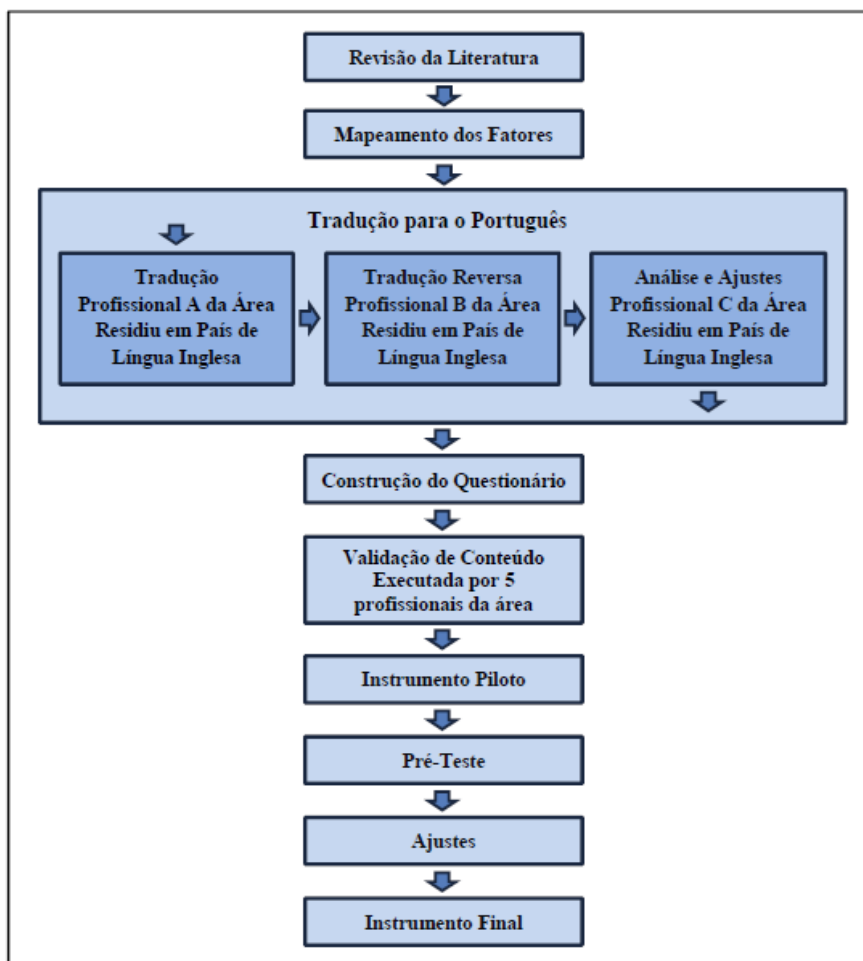 Revisão da Literatura
Mapeamento dos Fatores
Tradução para o Português
Tradução
Profissional A da Área
Residiu em País de
Língua Inglesa
Tradução Reversa
Profissional B da Área
Residiu em País de
Língua Inglesa
Análise e Ajustes
Profissional C da Área
Residiu em País de
Língua Inglesa
Construção do Questionário
Validação de Conteúdo
Executada por 5
profissionais da área
Instrumento Piloto
Pré-Teste
Ajustes
Instrumento Final